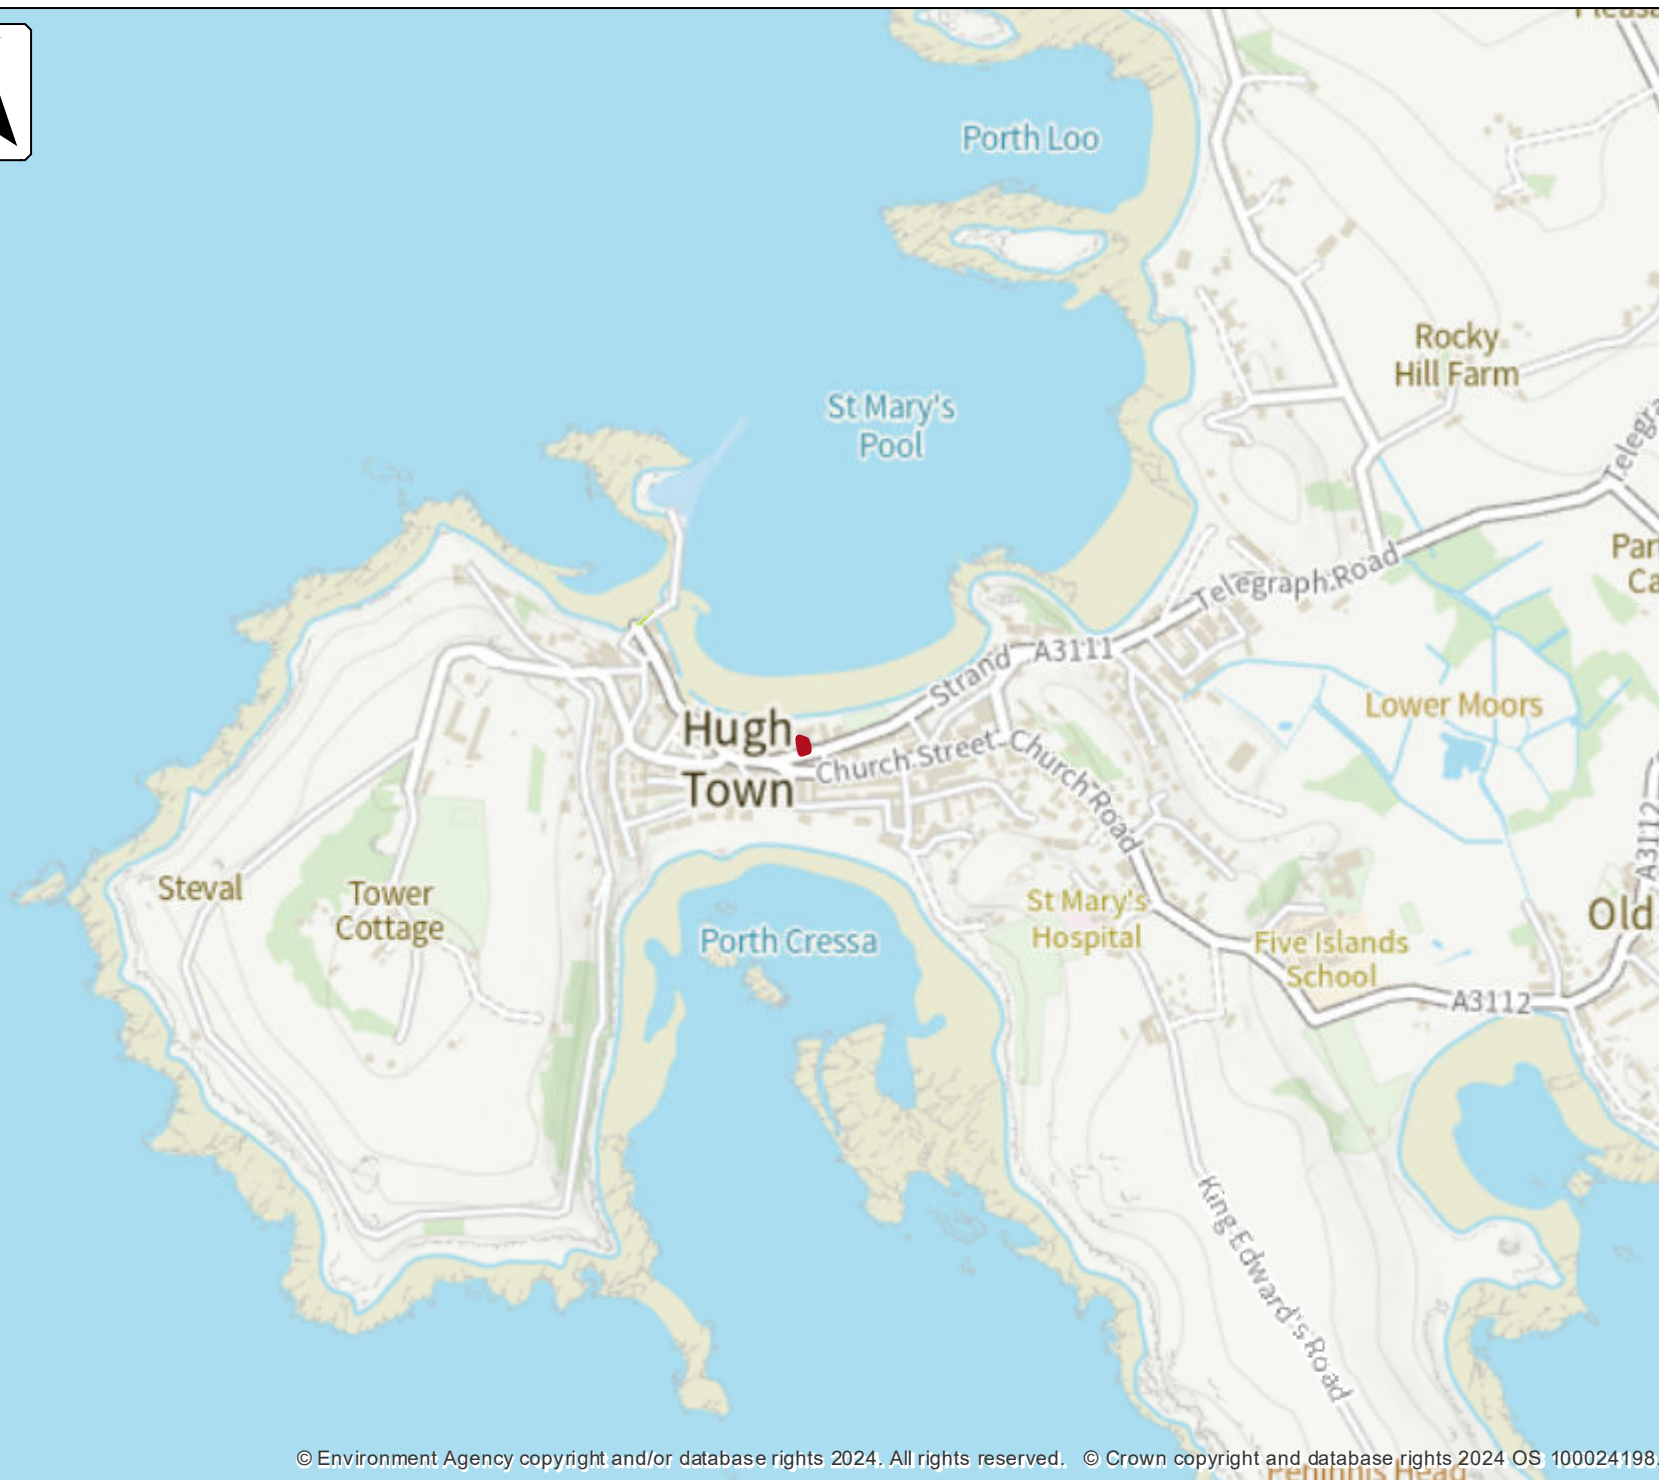 Porth Loo
Rocky
Hill Farm
St Mary's
Pool
Telegraph Road
A3111
Strand
Lower Moors
Hugh
Town
Church Street
Church Road
A3112
Steval
Tower
Cottage
St Mary's
Hospital
Porth Cressa
Five Islands
School
Old
A3112
King Edward's Road
© Environment Agency copyright and/or database rights 2024. All rights reserved. © Crown copyright and database rights 2024 OS 100024198.